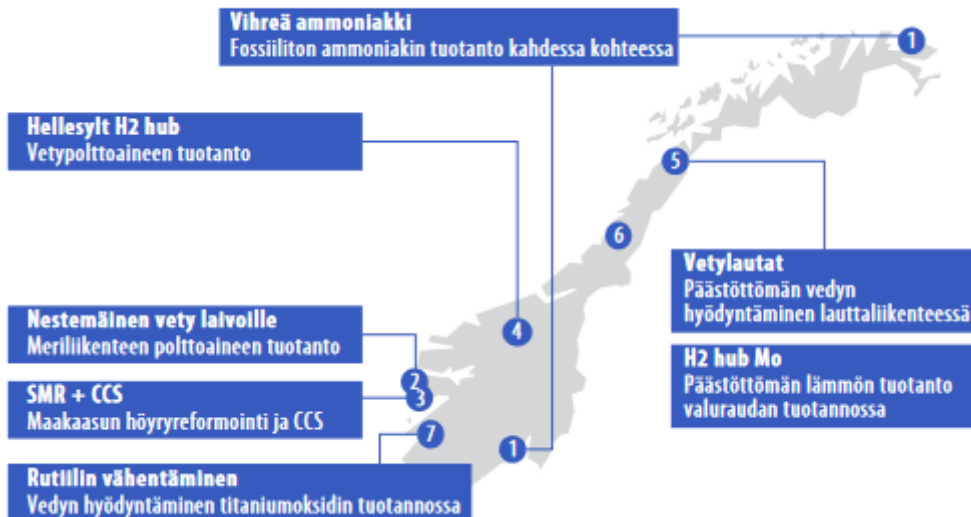 Vihreä ammoniakki
Fossiiliton ammoniakin tuotanto kahdessa kohteessa
1
Hellesylt H2 hub
Vetypolttoaineen tuotanto
5
6
Vetylautat
Päästöttömän vedyn
hyödyntäminen lauttaliikenteessä
Nestemäinen vety laivoille
Meriliikenteen polttoaineen tuotanto
4
H2 hub Mo
Päästöttömän lämmön tuotanto
valuraudan tuotannossa
2
SMR + CCS
Maakaasun höyryreformointi ja CCS
3
7
1
Rutiilin vähentäminen
Vedyn hyödyntäminen titaniumoksidin tuotannossa